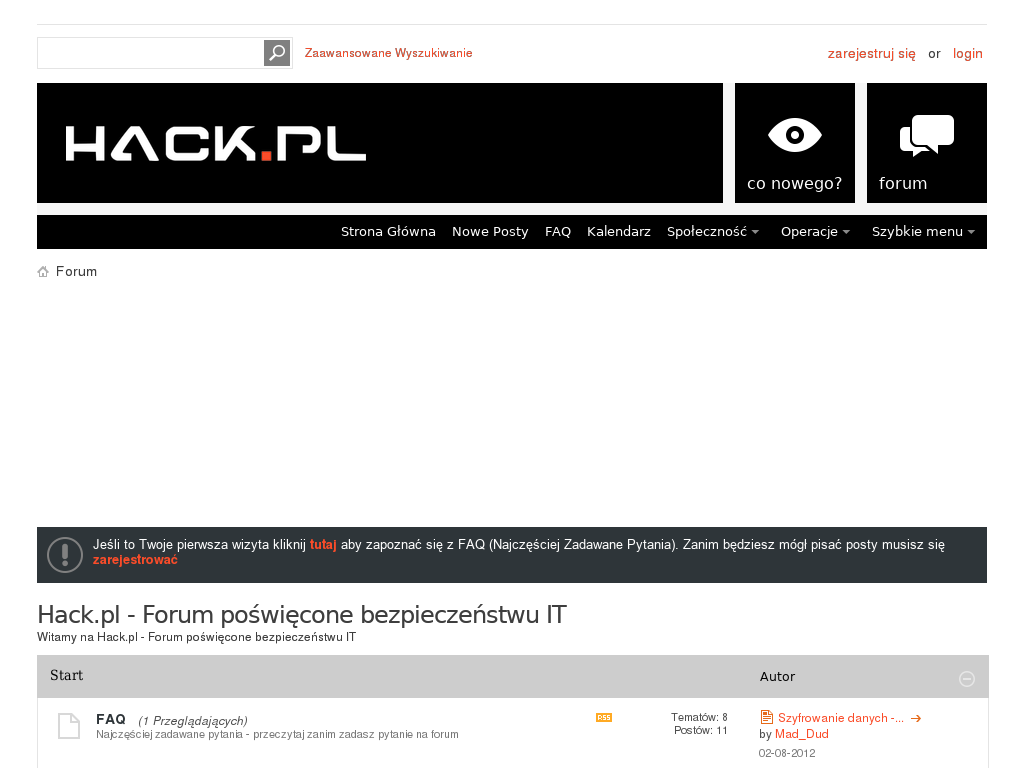 Zaawansowane Wyszukiwanie
zarejestruj się or login
HACK.PL
co nowego?
forum
Strona Główna Nowe Posty FAQ Kalendarz Społeczność Operacje Szybkie menu
Forum
Jeśli to Twoje pierwsza wizyta kliknij tutaj aby zapoznać się z FAQ (Najczęściej Zadawane Pytania). Zanim będziesz mógł pisać posty musisz się
zarejestrować
Hack.pl - Forum poświęcone bezpieczeństwu IT
Witamy na Hack.pl - Forum poświęcone bezpieczeństwu IT
Start Autor
FAQ (1 Przeglądających)
Najczęściej zadawane pytania - przeczytaj zanim zadasz pytanie na forum
RSS
Tematów: 8
Postów: 11
Szyfrowanie danych -...
by Mad_Dud
02-08-2012